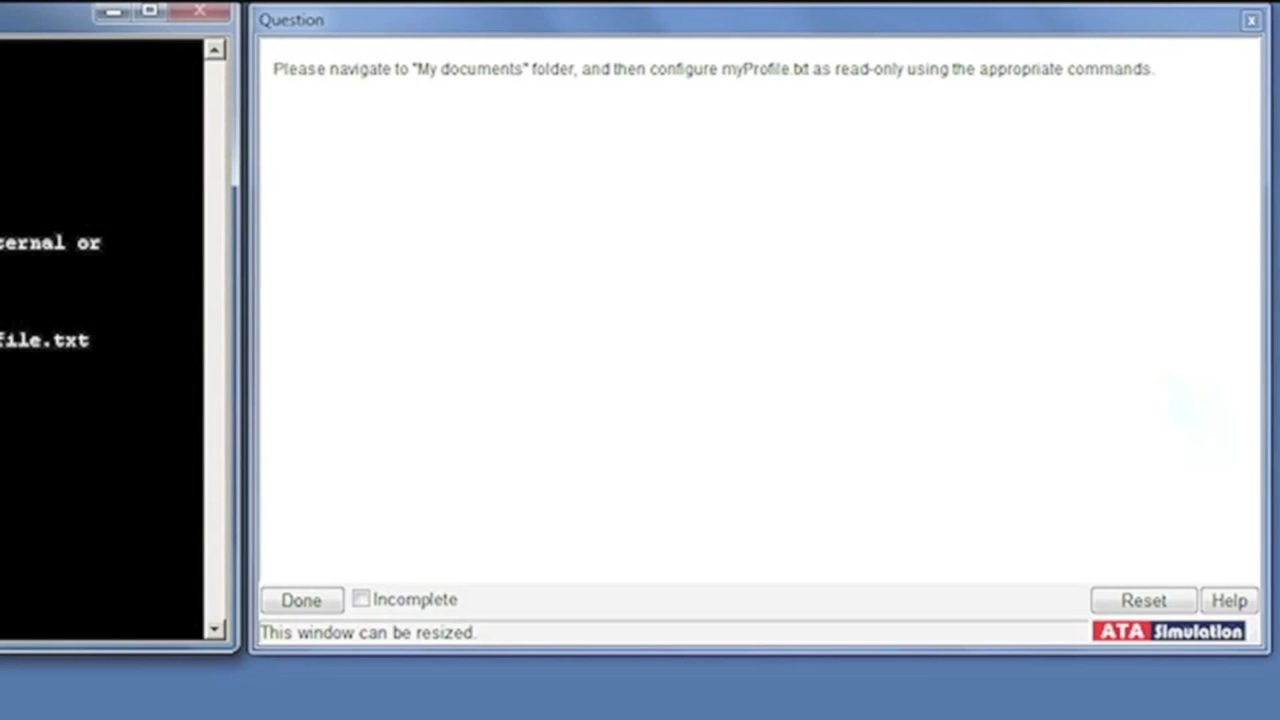 Question
Please navigate to "My documents" folder, and then configure myProfile.txt as read-only using the appropriate commands.
ternal or
file.txt
Done
Incomplete
Reset
Help
This window can be resized.
ATA Simulation